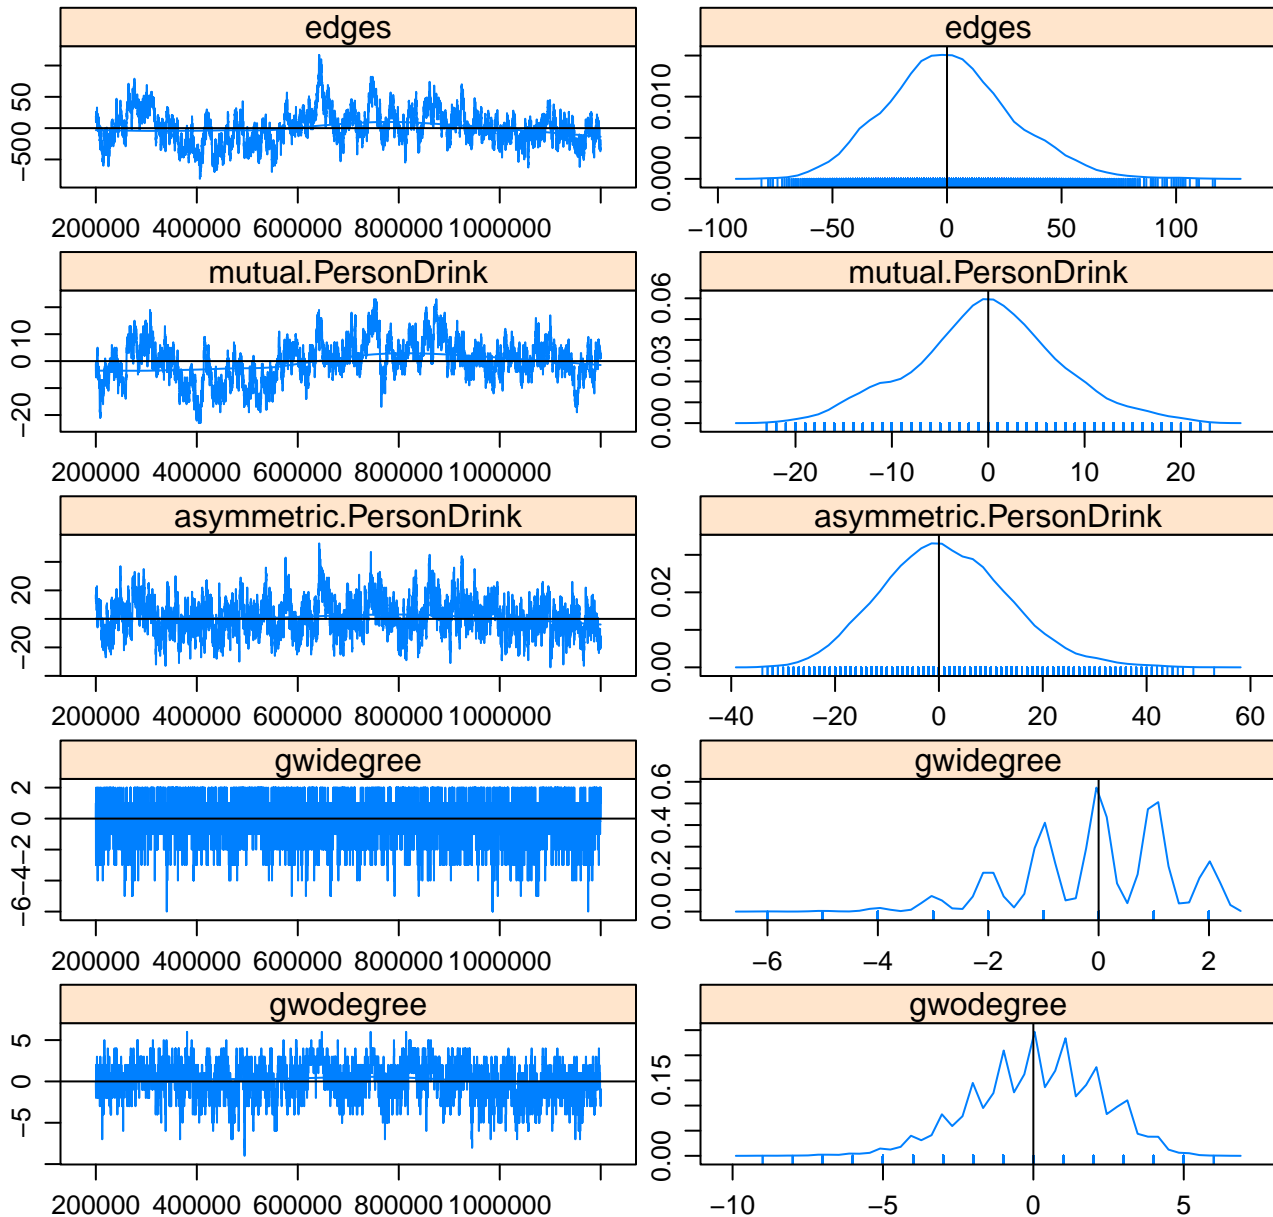 edges
edges
−500 50
0.000 0.010
200000 400000 600000 800000 1000000
−100 −50 0 50 100
mutual.PersonDrink
mutual.PersonDrink
−20 0 10
0.00 0.03 0.06
200000 400000 600000 800000 1000000
−20 −10 0 10 20
asymmetric.PersonDrink
asymmetric.PersonDrink
−20 20
0.00 0.02
200000 400000 600000 800000 1000000
−40 −20 0 20 40 60
gwidegree
gwidegree
−6 −4 −2 0 2
0.0 0.2 0.4 0.6
200000 400000 600000 800000 1000000
−6 −4 −2 0 2
gwodegree
gwodegree
−5 0 5
0.00 0.15
200000 400000 600000 800000 1000000
−10 −5 0 5